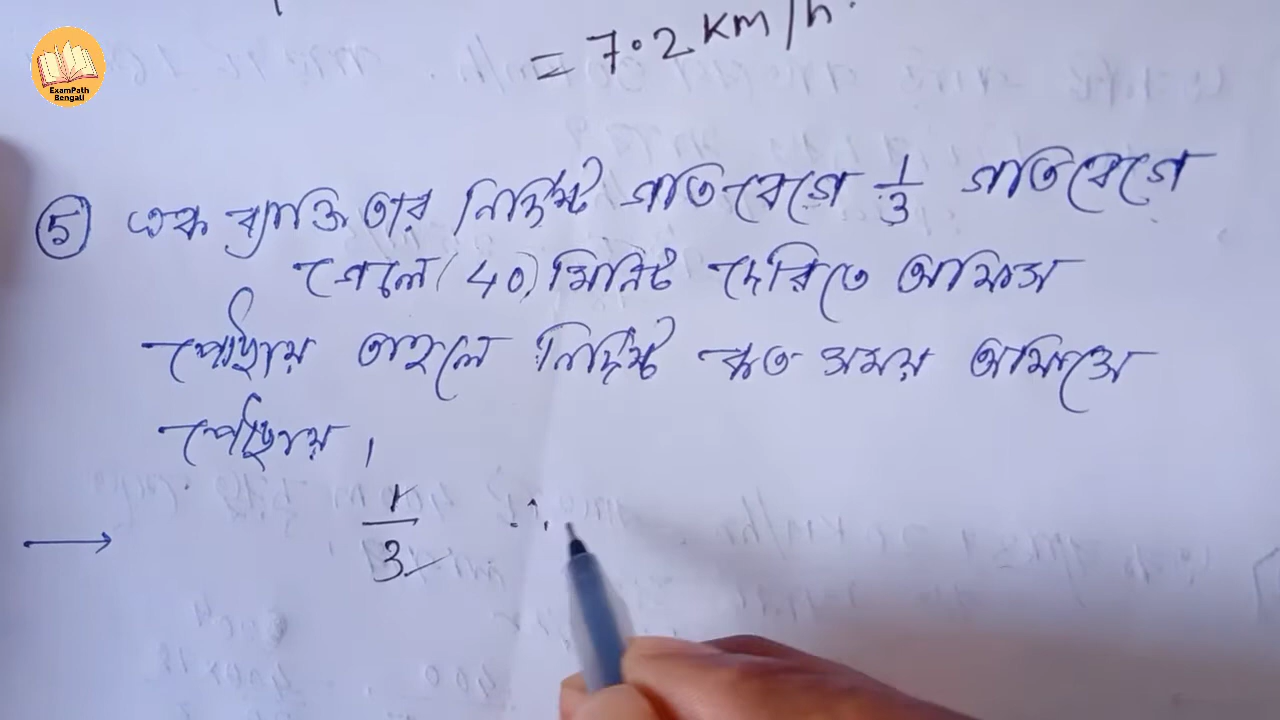 ExamPath
Bengali
= 7.2 km/h.
⑤ এক ব্যাক্তি তার নির্দিষ্ট গতিবেগে 1/3 গতিবেগে
গেলে (40) মিনিট দেরিতে অফিস
পৌছায় তাহলে নির্দিষ্ট কত সময় অফিসে
পৌছায়।
→ 1/3 ∴